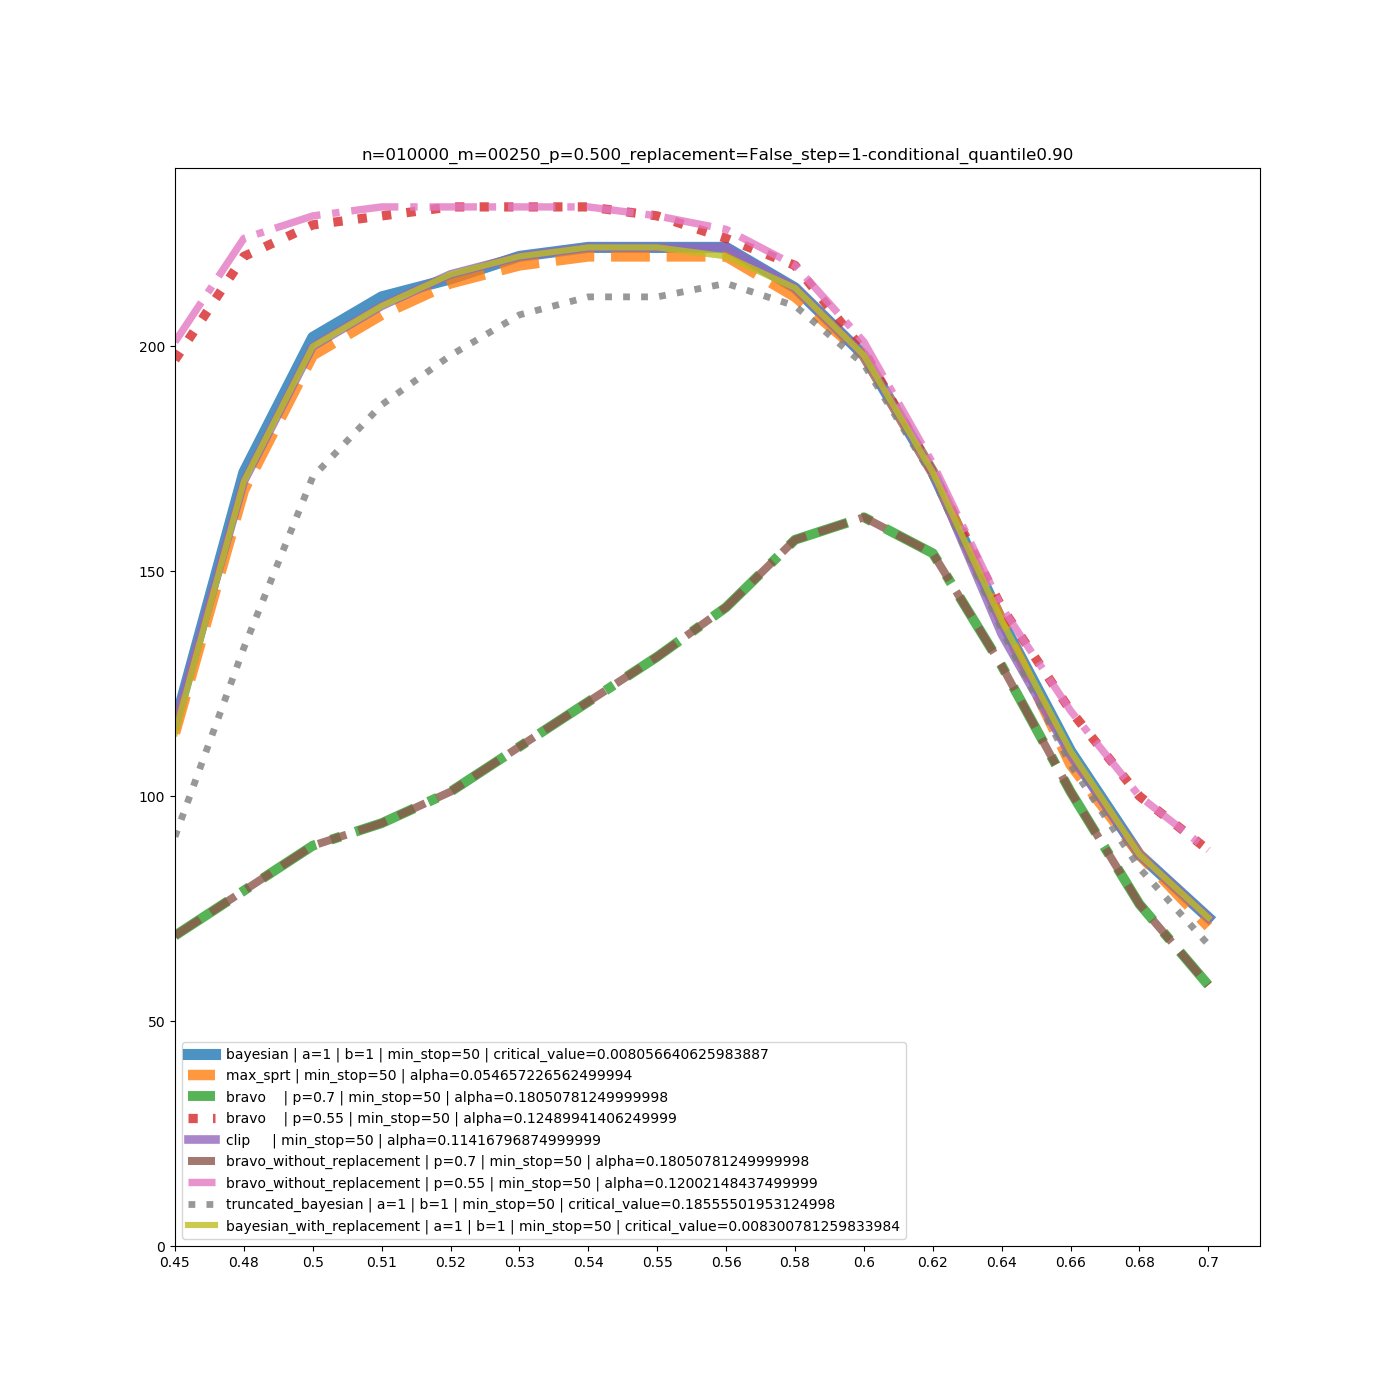 n=010000_m=00250_p=0.500_replacement=False_step=1-conditional_quantile0.90
200
150
100
50
0
bayesian | a=1 | b=1 | min_stop=50 | critical_value=0.008056640625983887
max_sprt | min_stop=50 | alpha=0.054657226562499994
bravo    | p=0.7 | min_stop=50 | alpha=0.18050781249999998
bravo    | p=0.55 | min_stop=50 | alpha=0.12489941406249999
clip     | min_stop=50 | alpha=0.11416796874999999
bravo_without_replacement | p=0.7 | min_stop=50 | alpha=0.18050781249999998
bravo_without_replacement | p=0.55 | min_stop=50 | alpha=0.12002148437499999
truncated_bayesian | a=1 | b=1 | min_stop=50 | critical_value=0.18555501953124998
bayesian_with_replacement | a=1 | b=1 | min_stop=50 | critical_value=0.008300781259833984
0.45 0.48 0.5 0.51 0.52 0.53 0.54 0.55 0.56 0.58 0.6 0.62 0.64 0.66 0.68 0.7